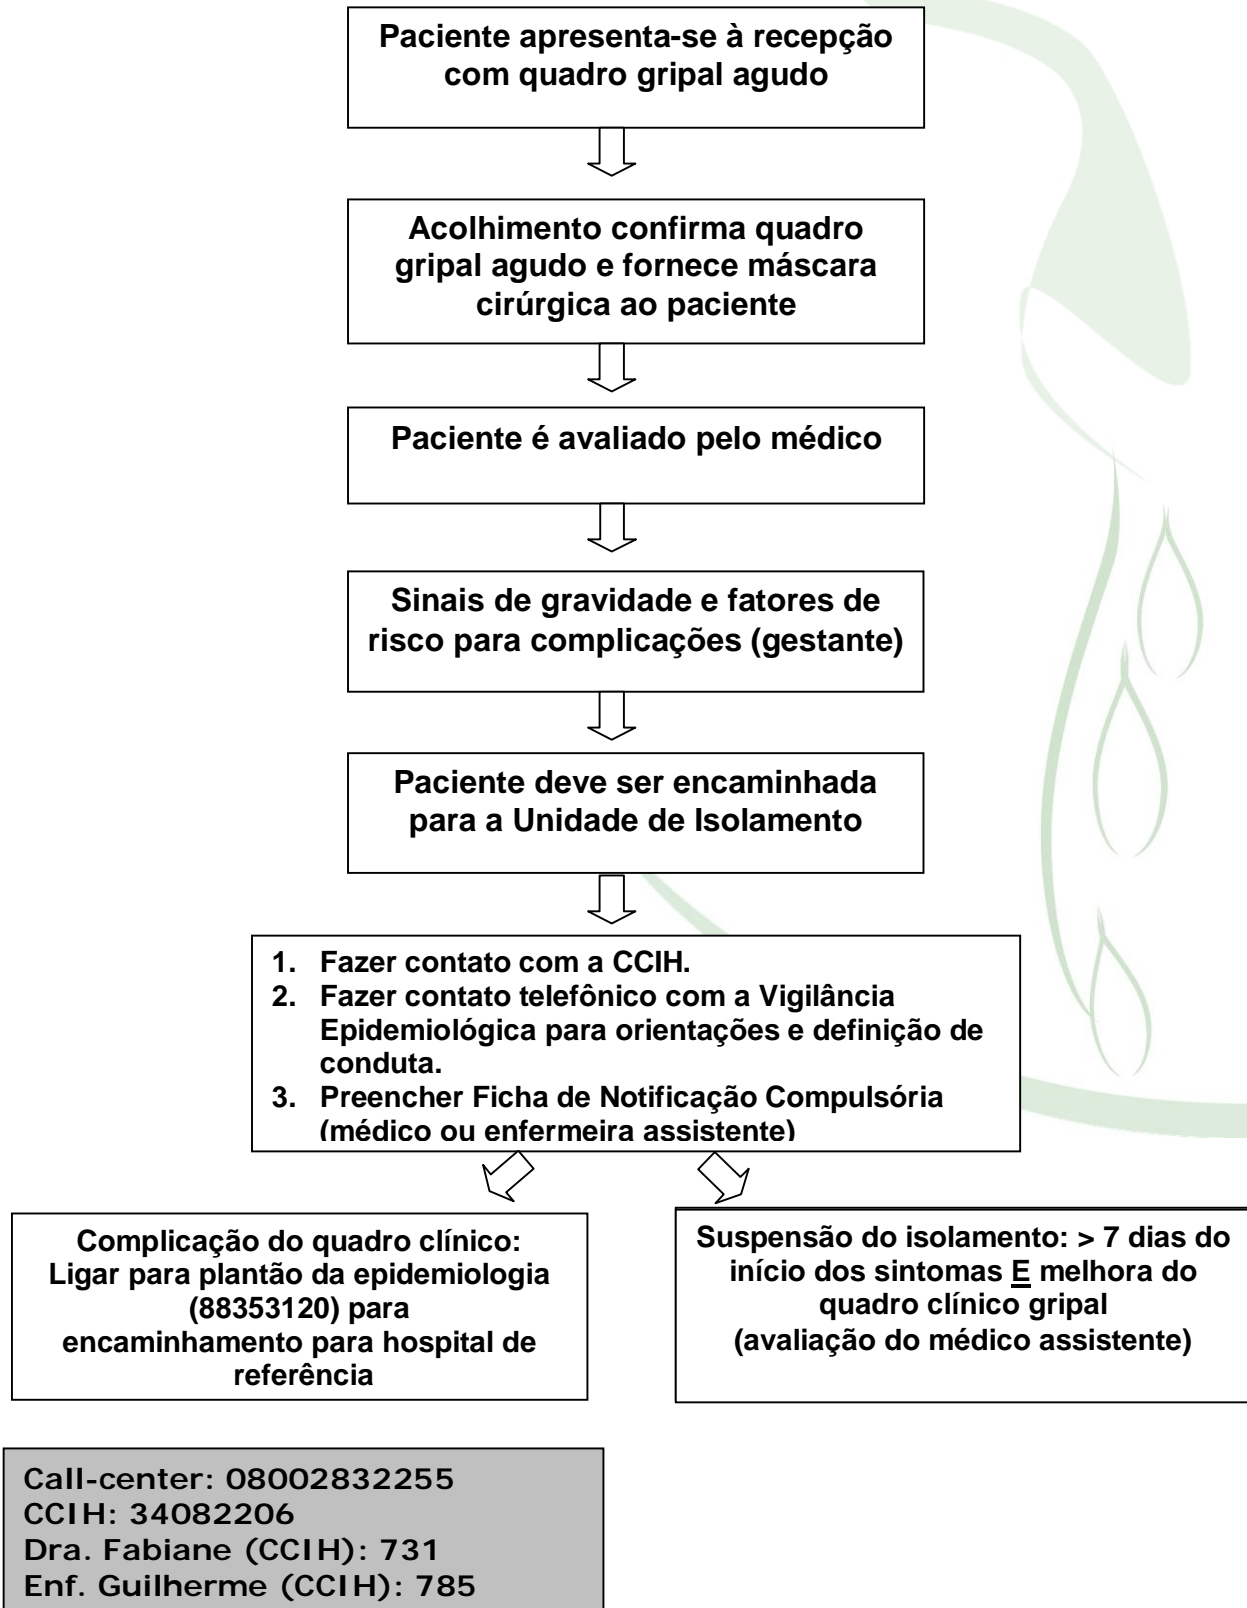 Paciente apresenta-se à recepção
com quadro gripal agudo
Acolhimento confirma quadro
gripal agudo e fornece máscara
cirúrgica ao paciente
Paciente é avaliado pelo médico
Sinais de gravidade e fatores de
risco para complicações (gestante)
Paciente deve ser encaminhada
para a Unidade de Isolamento
1. Fazer contato com a CCIH.
2. Fazer contato telefônico com a Vigilância
Epidemiológica para orientações e definição de
conduta.
3. Preencher Ficha de Notificação Compulsória
(médico ou enfermeira assistente)
Complicação do quadro clínico:
Ligar para plantão da epidemiologia
(88353120) para
encaminhamento para hospital de
referência
Suspensão do isolamento: > 7 dias do
início dos sintomas E melhora do
quadro clínico gripal
(avaliação do médico assistente)
Call-center: 08002832255
CCIH: 34082206
Dra. Fabiane (CCIH): 731
Enf. Guilherme (CCIH): 785